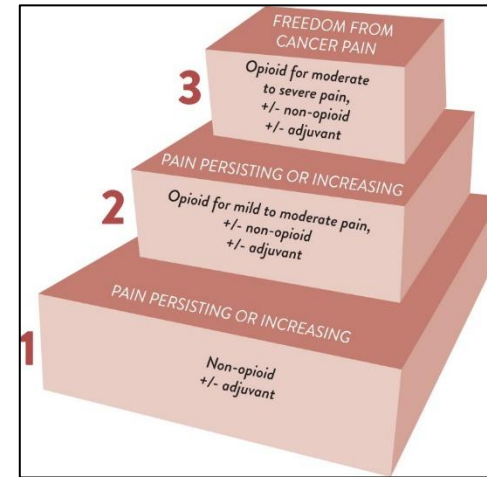 FREEDOM FROM
CANCER PAIN
3
Opioid for moderate
to severe pain,
+/- non-opioid
+/- adjuvant
PAIN PERSISTING OR INCREASING
2
Opioid for mild to moderate pain,
+/- non-opioid
+/- adjuvant
PAIN PERSISTING OR INCREASING
1
Non-opioid
+/- adjuvant